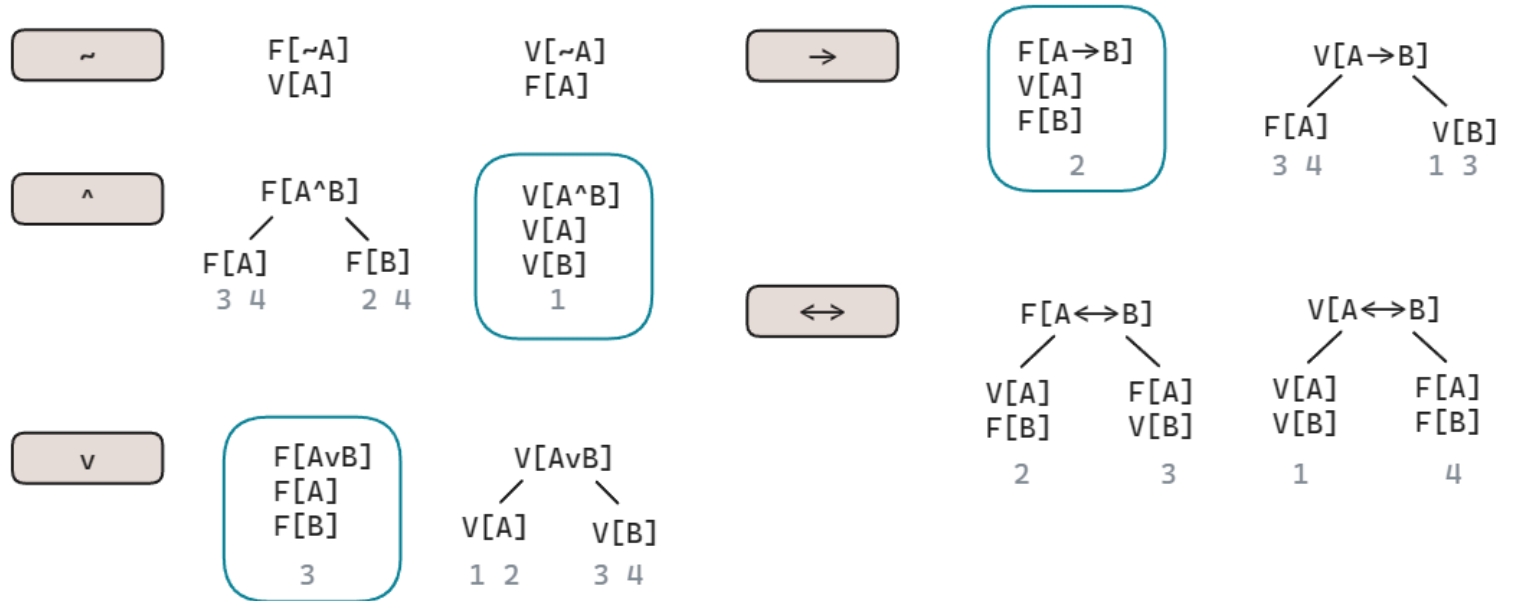 ~
F[~A]
V[A]
V[~A]
F[A]
^
F[A^B]
F[A] F[B]
3 4 2 4
V[A^B]
V[A]
V[B]
1
v
F[AvB]
F[A]
F[B]
3
V[AvB]
V[A] V[B]
1 2 3 4
→
F[A→B]
V[A]
F[B]
2
V[A→B]
F[A] V[B]
3 4 1 3
↔
F[A↔B]
V[A] F[A]
F[B] V[B]
2 3
V[A↔B]
V[A] F[A]
V[B] F[B]
1 4